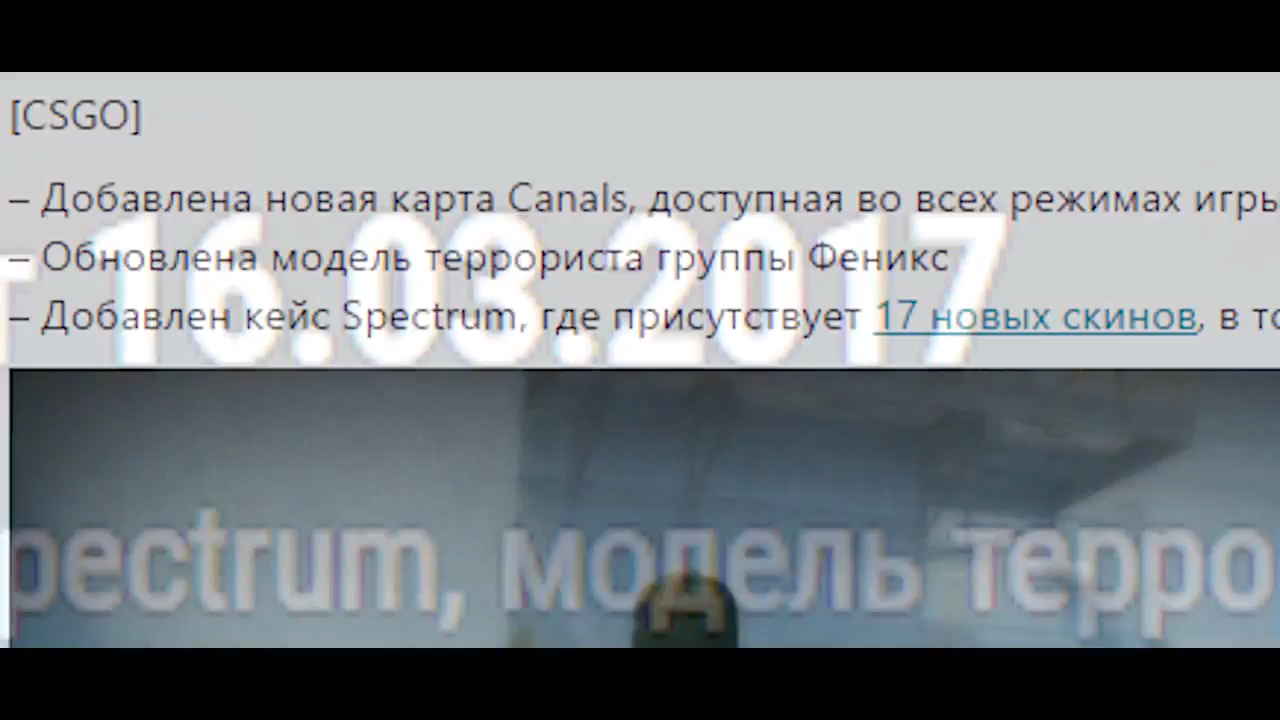 [CSGO]
– Добавлена новая карта Canals, доступная во всех режимах игры
16.03.2017
– Обновлена модель террориста группы Феникс
– Добавлен кейс Spectrum, где присутствует 17 новых скинов, в то
pectrum, модель терро